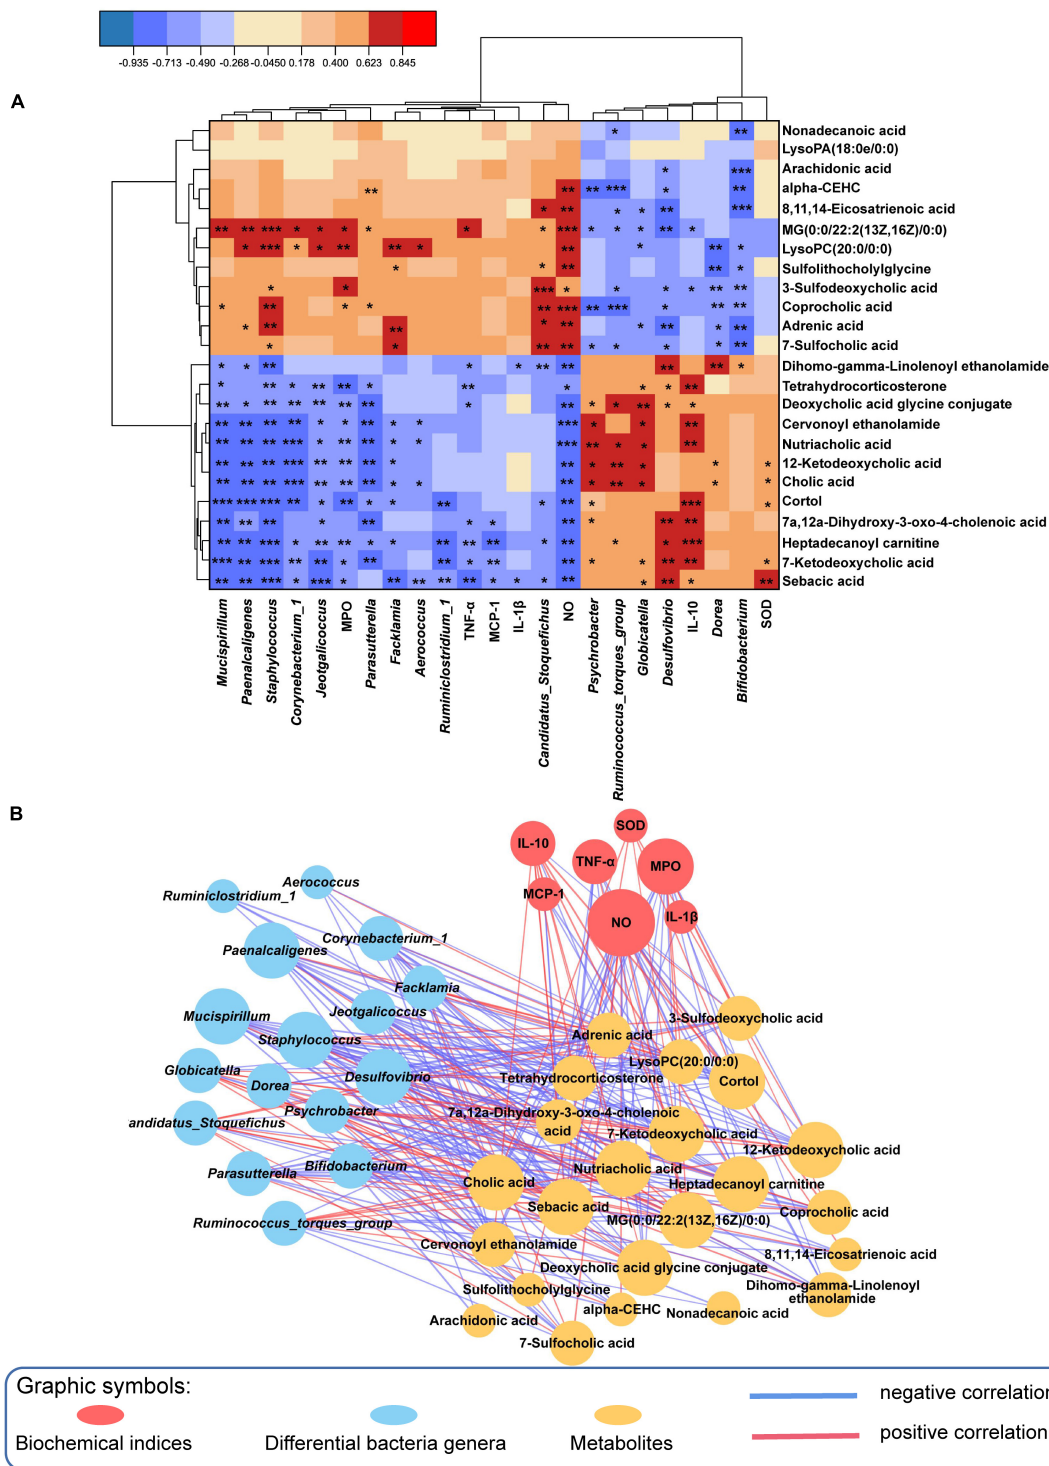 -0.935 -0.713 -0.490 -0.268 -0.0450 0.178 0.400 0.623 0.845
A
Nonadecanoic acid
LysoPA(18:0e/0:0)
Arachidonic acid
alpha-CEHC
8,11,14-Eicosatrienoic acid
MG(0:0/22:2(13Z,16Z)/0:0)
LysoPC(20:0/0:0)
Sulfolithocholylglycine
3-Sulfodeoxycholic acid
Coprocholic acid
Adrenic acid
7-Sulfocholic acid
Dihomo-gamma-Linolenoyl ethanolamide
Tetrahydrocorticosterone
Deoxycholic acid glycine conjugate
Cervonoyl ethanolamide
Nutriacholic acid
12-Ketodeoxycholic acid
Cholic acid
Cortol
7a,12a-Dihydroxy-3-oxo-4-cholenoic acid
Heptadecanoyl carnitine
7-Ketodeoxycholic acid
Sebacic acid
Mucispirillum
Paenalcaligenes
Staphylococcus
Corynebacterium_1
Jeotgalicoccus
MPO
Parasutterella
Facklamia
Aerococcus
Ruminiclostridium_1
TNF-α
MCP-1
IL-1β
Candidatus_Stoquefichus
NO
Psychrobacter
Ruminococcus_torques_group
Globicatella
Desulfovibrio
IL-10
Dorea
Bifidobacterium
SOD
B
SOD
IL-10
TNF-α
MPO
MCP-1
NO
IL-1β
Aerococcus
Ruminiclostridium_1
Corynebacterium_1
Paenalcaligenes
Facklamia
Jeotgalicoccus
Mucispirillum
Staphylococcus
Globicatella
Desulfovibrio
Dorea
Psychrobacter
andidatus_Stoquefichus
Bifidobacterium
Parasutterella
Ruminococcus_torques_group
3-Sulfodeoxycholic acid
Adrenic acid
LysoPC(20:0/0:0)
Tetrahydrocorticosterone
Cortol
7a,12a-Dihydroxy-3-oxo-4-cholenoic
acid
7-Ketodeoxycholic acid
12-Ketodeoxycholic acid
Nutriacholic acid
Cholic acid
Heptadecanoyl carnitine
Sebacic acid
MG(0:0/22:2(13Z,16Z)/0:0)
Coprocholic acid
Cervonoyl ethanolamide
8,11,14-Eicosatrienoic acid
Deoxycholic acid glycine conjugate
Sulfolithocholylglycine
Dihomo-gamma-Linolenoyl
ethanolamide
alpha-CEHC
Nonadecanoic acid
Arachidonic acid
7-Sulfocholic acid
Graphic symbols:
negative correlation
positive correlation
Biochemical indices
Differential bacteria genera
Metabolites